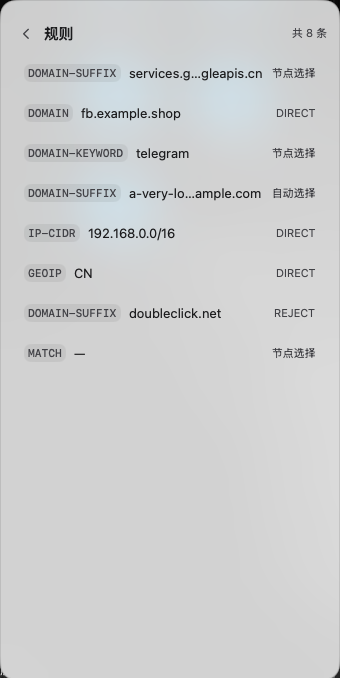 规则 共 8 条
DOMAIN-SUFFIX services.g...gleapis.cn 节点选择
DOMAIN fb.example.shop DIRECT
DOMAIN-KEYWORD telegram 节点选择
DOMAIN-SUFFIX a-very-lo...ample.com 自动选择
IP-CIDR 192.168.0.0/16 DIRECT
GEOIP CN DIRECT
DOMAIN-SUFFIX doubleclick.net REJECT
MATCH — 节点选择